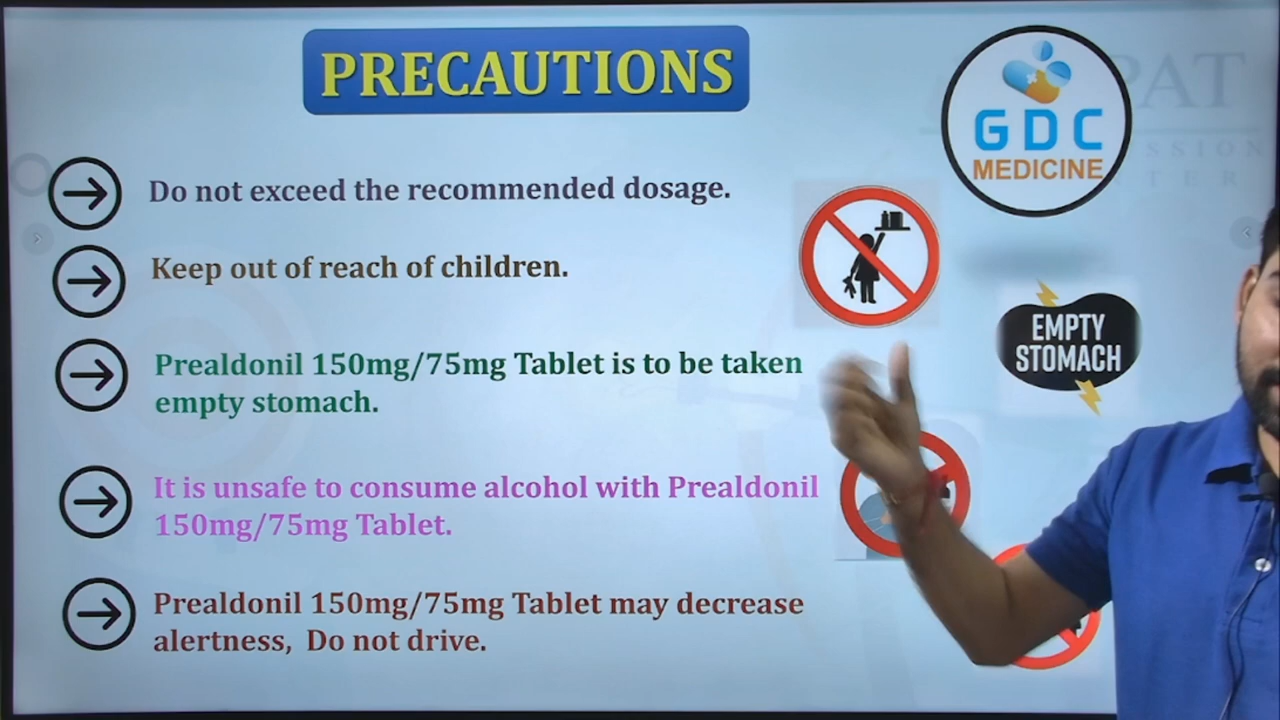 PRECAUTIONS
GDC
MEDICINE
Do not exceed the recommended dosage.
Keep out of reach of children.
EMPTY
STOMACH
Prealdonil 150mg/75mg Tablet is to be taken
empty stomach.
It is unsafe to consume alcohol with Prealdonil
150mg/75mg Tablet.
Prealdonil 150mg/75mg Tablet may decrease
alertness,  Do not drive.